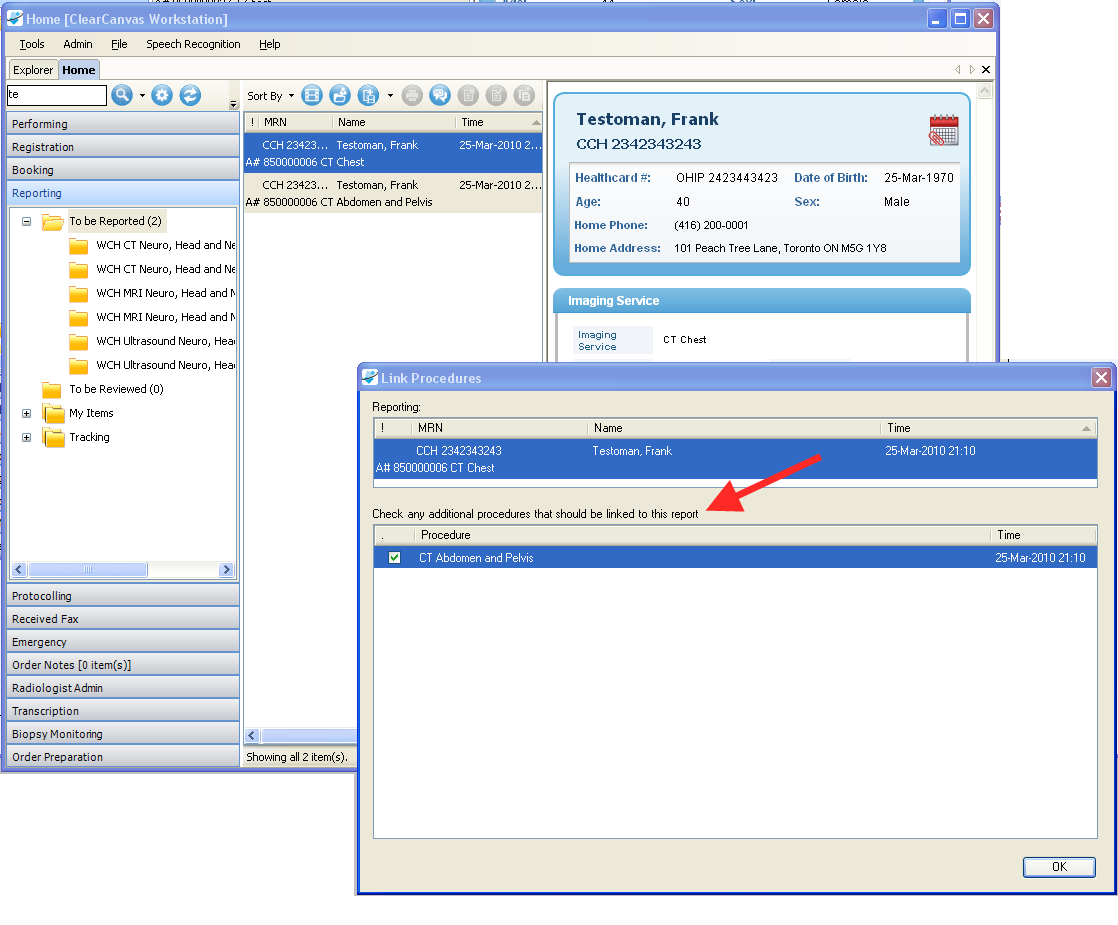 Home [ClearCanvas Workstation]
Tools Admin File Speech Recognition Help
Explorer Home
te
Sort By
Performing
Registration
Booking
Reporting
To be Reported (2)
WCH CT Neuro, Head and Ne
WCH CT Neuro, Head and Ne
WCH MRI Neuro, Head and N
WCH MRI Neuro, Head and N
WCH Ultrasound Neuro, Head
WCH Ultrasound Neuro, Head
To be Reviewed (0)
My Items
Tracking
Protocolling
Received Fax
Emergency
Order Notes [0 item(s)]
Radiologist Admin
Transcription
Biopsy Monitoring
Order Preparation
! MRN Name Time
CCH 23423... Testoman, Frank 25-Mar-2010 2...
A# 850000006 CT Chest
CCH 23423... Testoman, Frank 25-Mar-2010 2...
A# 850000006 CT Abdomen and Pelvis
Showing all 2 item(s).
Testoman, Frank
CCH 2342343243
Healthcard #: OHIP 2423443423 Date of Birth: 25-Mar-1970
Age: 40 Sex: Male
Home Phone: (416) 200-0001
Home Address: 101 Peach Tree Lane, Toronto ON M5G 1Y8
Imaging Service
Imaging
Service
CT Chest
Link Procedures
Reporting:
! MRN Name Time
CCH 2342343243 Testoman, Frank 25-Mar-2010 21:10
A# 850000006 CT Chest
Check any additional procedures that should be linked to this report
. Procedure Time
CT Abdomen and Pelvis 25-Mar-2010 21:10
OK